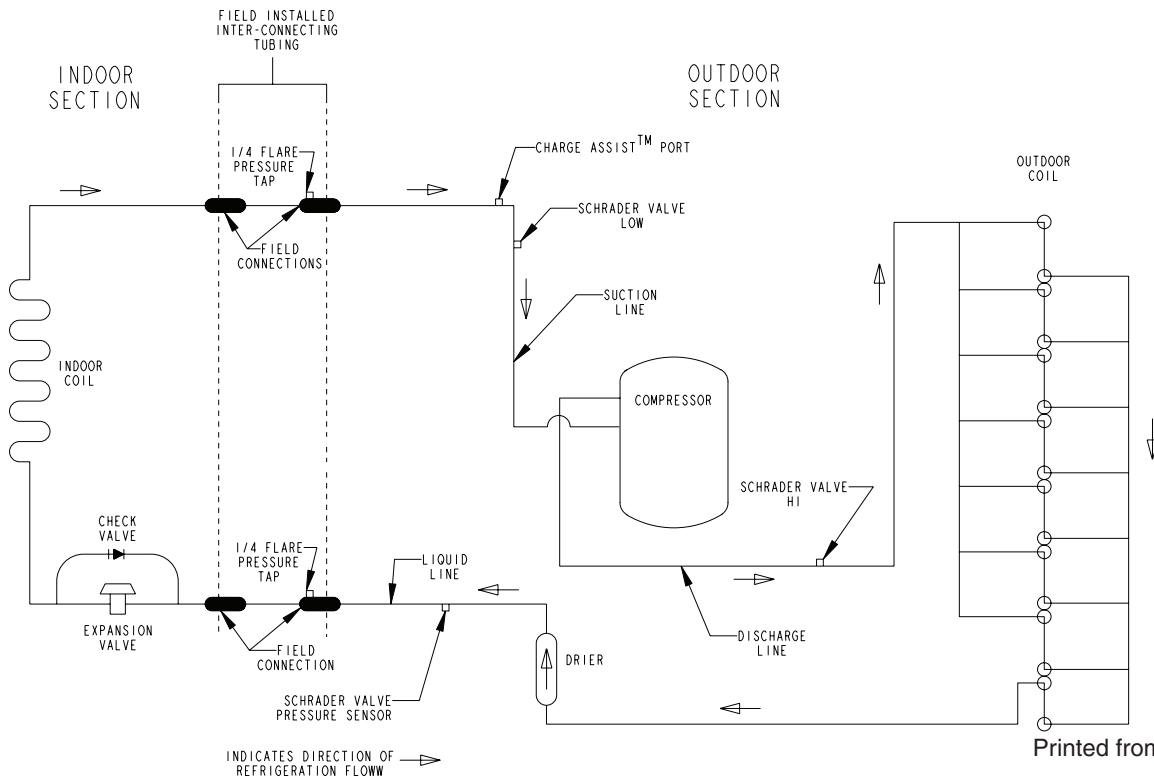 FIELD INSTALLED
INTER-CONNECTING
TUBING
INDOOR
SECTION
OUTDOOR
SECTION
1/4 FLARE
PRESSURE
TAP
CHARGE ASSIST™ PORT
OUTDOOR
COIL
SCHRADER VALVE
LOW
FIELD
CONNECTIONS
SUCTION
LINE
INDOOR
COIL
COMPRESSOR
SCHRADER VALVE
HI
CHECK
VALVE
1/4 FLARE
PRESSURE
TAP
LIQUID
LINE
EXPANSION
VALVE
FIELD
CONNECTION
DISCHARGE
LINE
DRIER
SCHRADER VALVE
PRESSURE SENSOR
INDICATES DIRECTION OF
REFRIGERATION FLOWW
Printed from